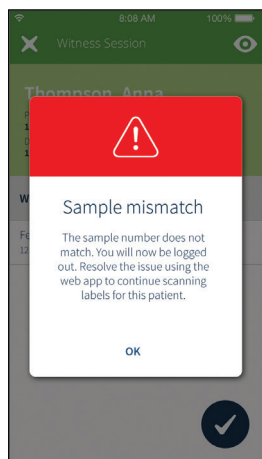 8:08 AM
100%
Witness Session
Thompson, Anna
Sample mismatch
The sample number does not
match. You will now be logged
out. Resolve the issue using the
web app to continue scanning
labels for this patient.
OK